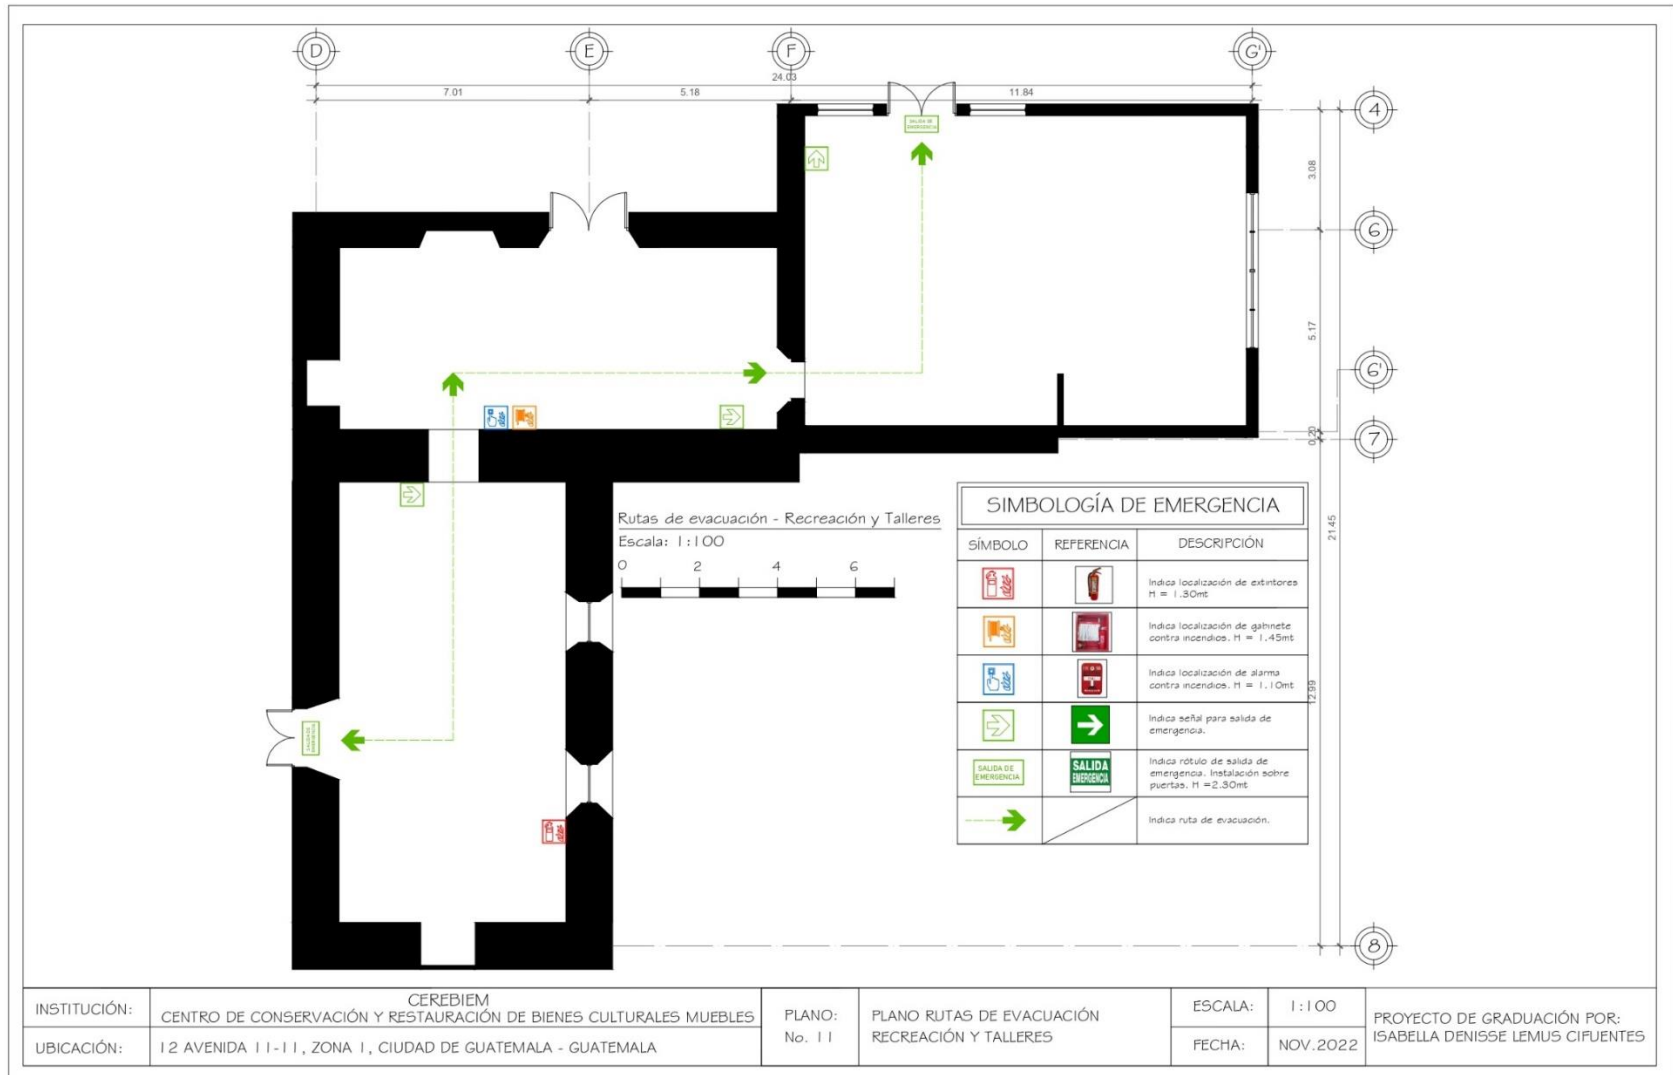 D
E
F
G'
24.03
7.01
5.18
11.84
4
3.08
6
5.17
6'
0.20
7
21.45
12.99
8
SALIDA DE
EMERGENCIA
SALIDA DE
EMERGENCIA
Rutas de evacuación - Recreación y Talleres
Escala: 1:100
0 2 4 6
SIMBOLOGÍA DE EMERGENCIA
SÍMBOLO REFERENCIA DESCRIPCIÓN
Indica localización de extintores
H = 1.30mt
Indica localización de gabinete
contra incendios. H = 1.45mt
Indica localización de alarma
contra incendios. H = 1.10mt
Indica señal para salida de
emergencia.
SALIDA DE
EMERGENCIA
SALIDA
EMERGENCIA
Indica rótulo de salida de
emergencia. Instalación sobre
puertas. H =2.30mt
Indica ruta de evacuación.
INSTITUCIÓN:
CEREBIEM
CENTRO DE CONSERVACIÓN Y RESTAURACIÓN DE BIENES CULTURALES MUEBLES
UBICACIÓN:
12 AVENIDA 11-11, ZONA 1, CIUDAD DE GUATEMALA - GUATEMALA
PLANO:
No. 11
PLANO RUTAS DE EVACUACIÓN
RECREACIÓN Y TALLERES
ESCALA: 1:100
FECHA: NOV.2022
PROYECTO DE GRADUACIÓN POR:
ISABELLA DENISSE LEMUS CIFUENTES